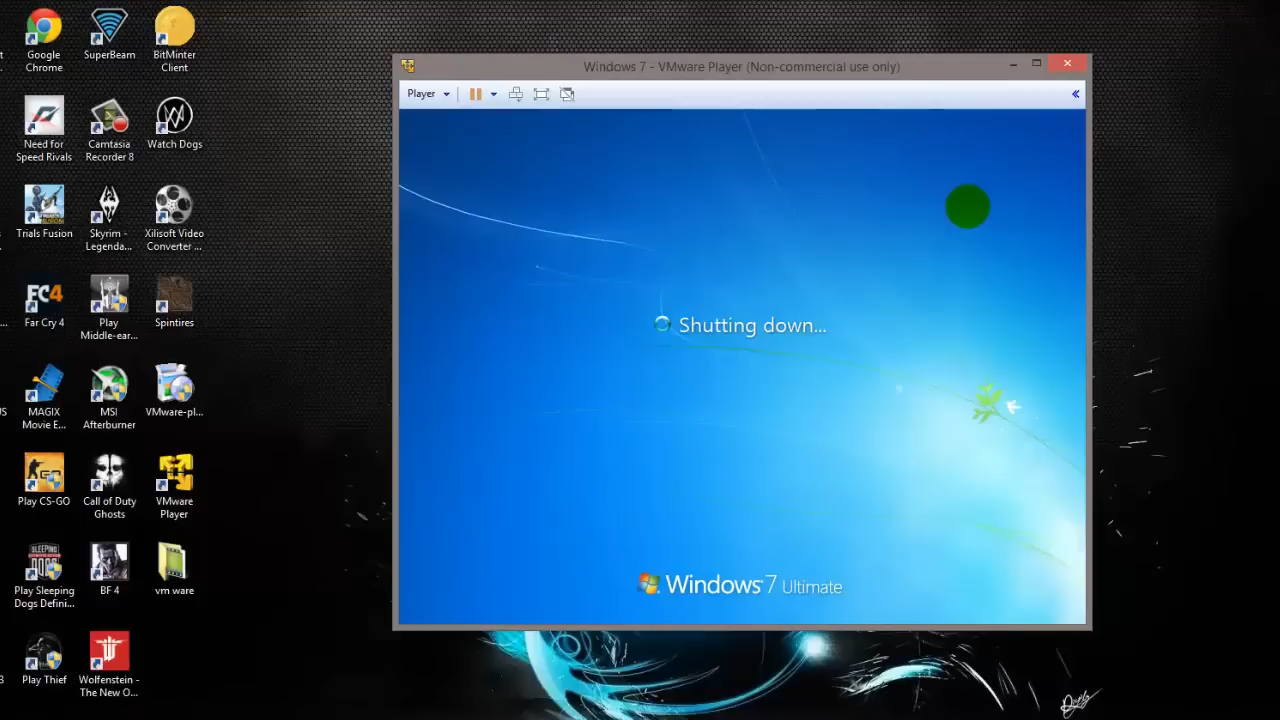 Google
Chrome
SuperBeam
BitMinter
Client
Need for
Speed Rivals
Camtasia
Recorder 8
Watch Dogs
Trials Fusion
Skyrim -
Legenda...
Xilisoft Video
Converter ...
FC4
Far Cry 4
Play
Middle-ear...
Spintires
MAGIX
Movie E...
MSI
Afterburner
VMware-pl...
Play CS-GO
Call of Duty
Ghosts
VMware
Player
SLEEPING
DOGS
Play Sleeping
Dogs Defini...
BF 4
vm ware
Play Thief
Wolfenstein -
The New O...
Windows 7 - VMware Player (Non-commercial use only)
Player
Shutting down...
Windows 7 Ultimate